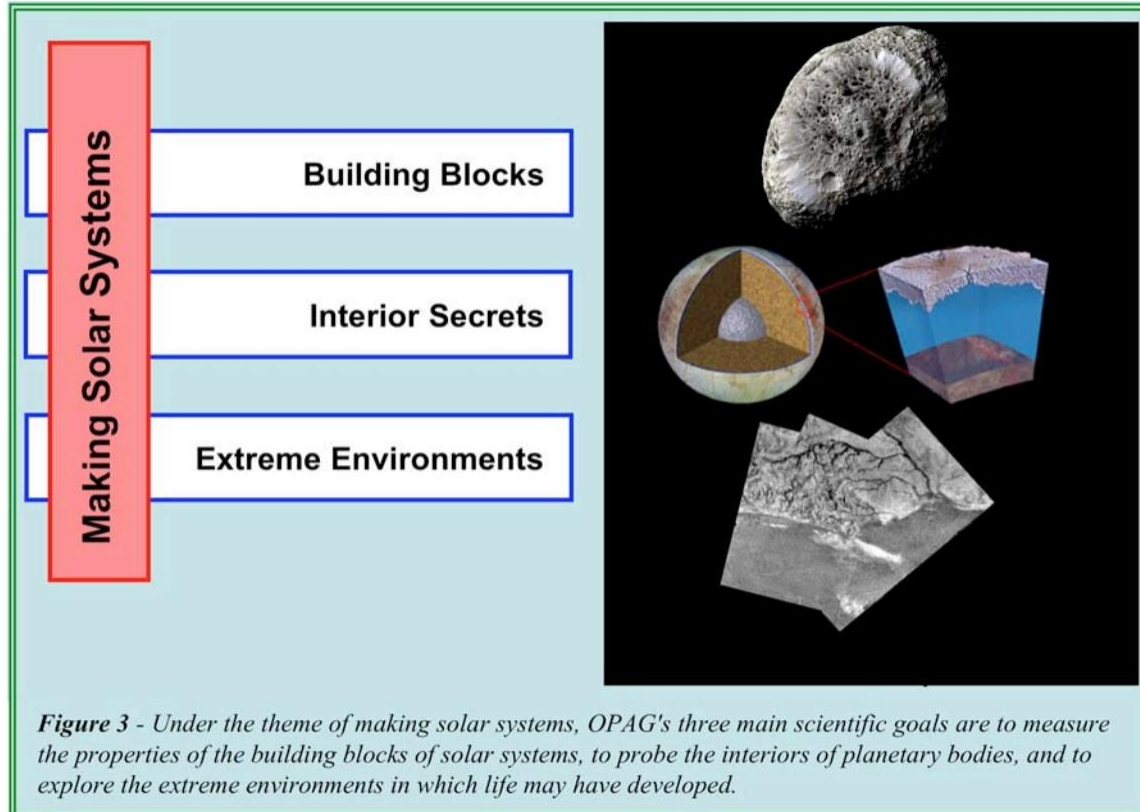 Making Solar Systems
Building Blocks
Interior Secrets
Extreme Environments
Figure 3 - Under the theme of making solar systems, OPAG's three main scientific goals are to measure
the properties of the building blocks of solar systems, to probe the interiors of planetary bodies, and to
explore the extreme environments in which life may have developed.